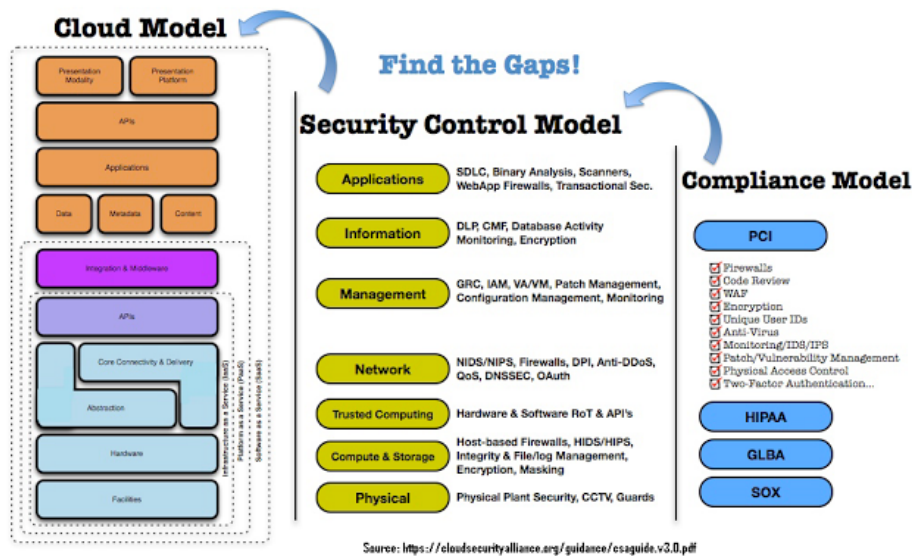 Cloud Model
Presentation
Modality
Presentation
Platform
APIs
Applications
Data
Metadata
Content
Integration & Middleware
APIs
Core Connectivity & Delivery
Abstraction
Hardware
Facilities
Infrastructure as a Service (IaaS)
Platform as a Service (PaaS)
Software as a Service (SaaS)
Find the Gaps!
Security Control Model
Applications
SDLC, Binary Analysis, Scanners,
WebApp Firewalls, Transactional Sec.
Information
DLP, CMF, Database Activity
Monitoring, Encryption
Management
GRC, IAM, VA/VM, Patch Management,
Configuration Management, Monitoring
Network
NIDS/NIPS, Firewalls, DPI, Anti-DDoS,
QoS, DNSSEC, OAuth
Trusted Computing
Hardware & Software RoT & API's
Compute & Storage
Host-based Firewalls, HIDS/HIPS,
Integrity & File/log Management,
Encryption, Masking
Physical
Physical Plant Security, CCTV, Guards
Compliance Model
PCI
Firewalls
Code Review
WAF
Encryption
Unique User IDs
Anti-Virus
Monitoring/IDS/IPS
Patch/Vulnerability Management
Physical Access Control
Two-Factor Authentication...
HIPAA
GLBA
SOX
Source: https://cloudsecurityalliance.org/guidance/csaguide.v3.0.pdf